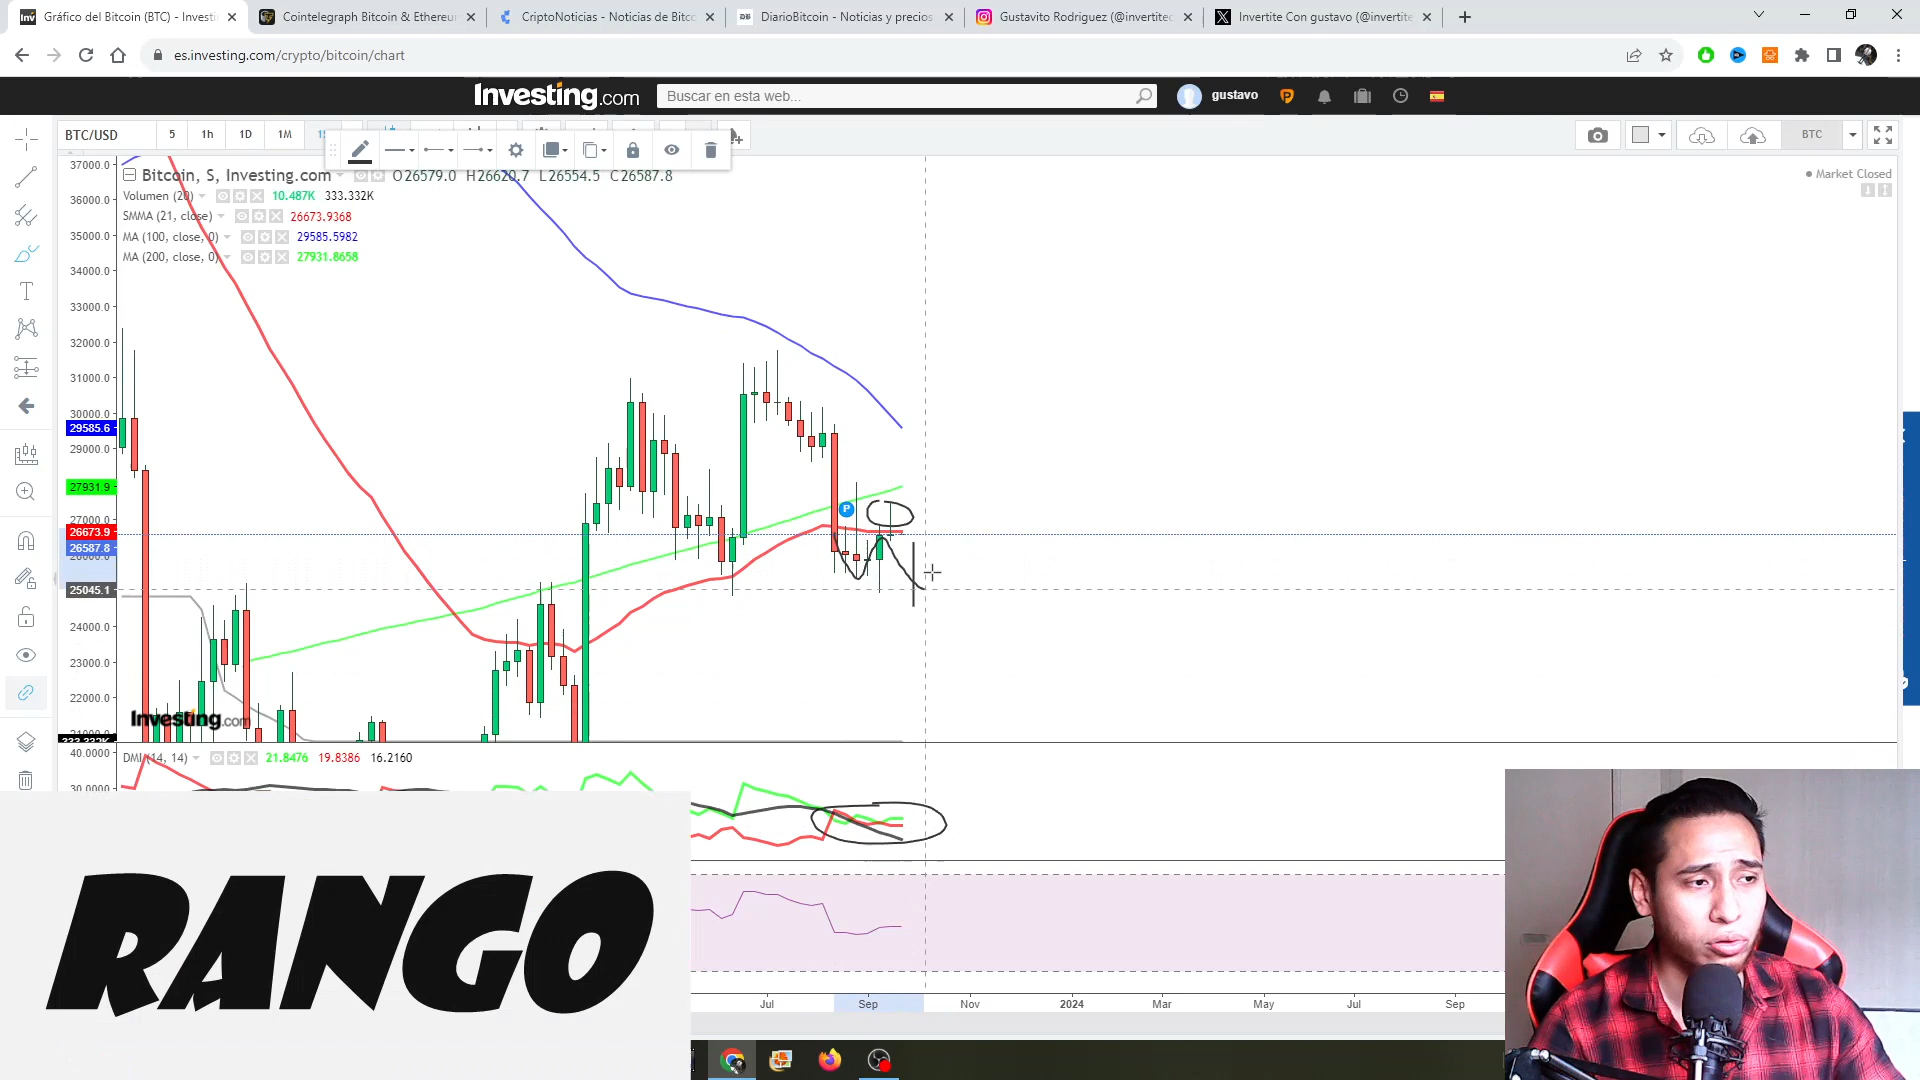 Gráfico del Bitcoin (BTC) - Investi
Cointelegraph Bitcoin & Ethereu
CriptoNoticias - Noticias de Bitco
DiarioBitcoin - Noticias y precios
Gustavito Rodriguez (@invertitec
Invertite Con gustavo (@invertite
es.investing.com/crypto/bitcoin/chart
Investing.com
Buscar en esta web...
gustavo
BTC/USD 5 1h 1D 1M
BTC
Bitcoin, S, Investing.com O26579.0 H26620.7 L26554.5 C26587.8
Market Closed
Volumen (20) 10.487K 333.332K
SMMA (21, close) 26673.9368
MA (100, close, 0) 29585.5982
MA (200, close, 0) 27931.8658
37000.0
36000.0
35000.0
34000.0
33000.0
32000.0
31000.0
30000.0
29585.6
29000.0
27931.9
27000.0
26673.9
26587.8
26000.0
25045.1
24000.0
23000.0
22000.0
P
Investing.com
333.332K
40.0000
DMI (14, 14) 21.8476 19.8386 16.2160
30.0000
RANGO
Jul Sep Nov 2024 Mar May Jul Sep